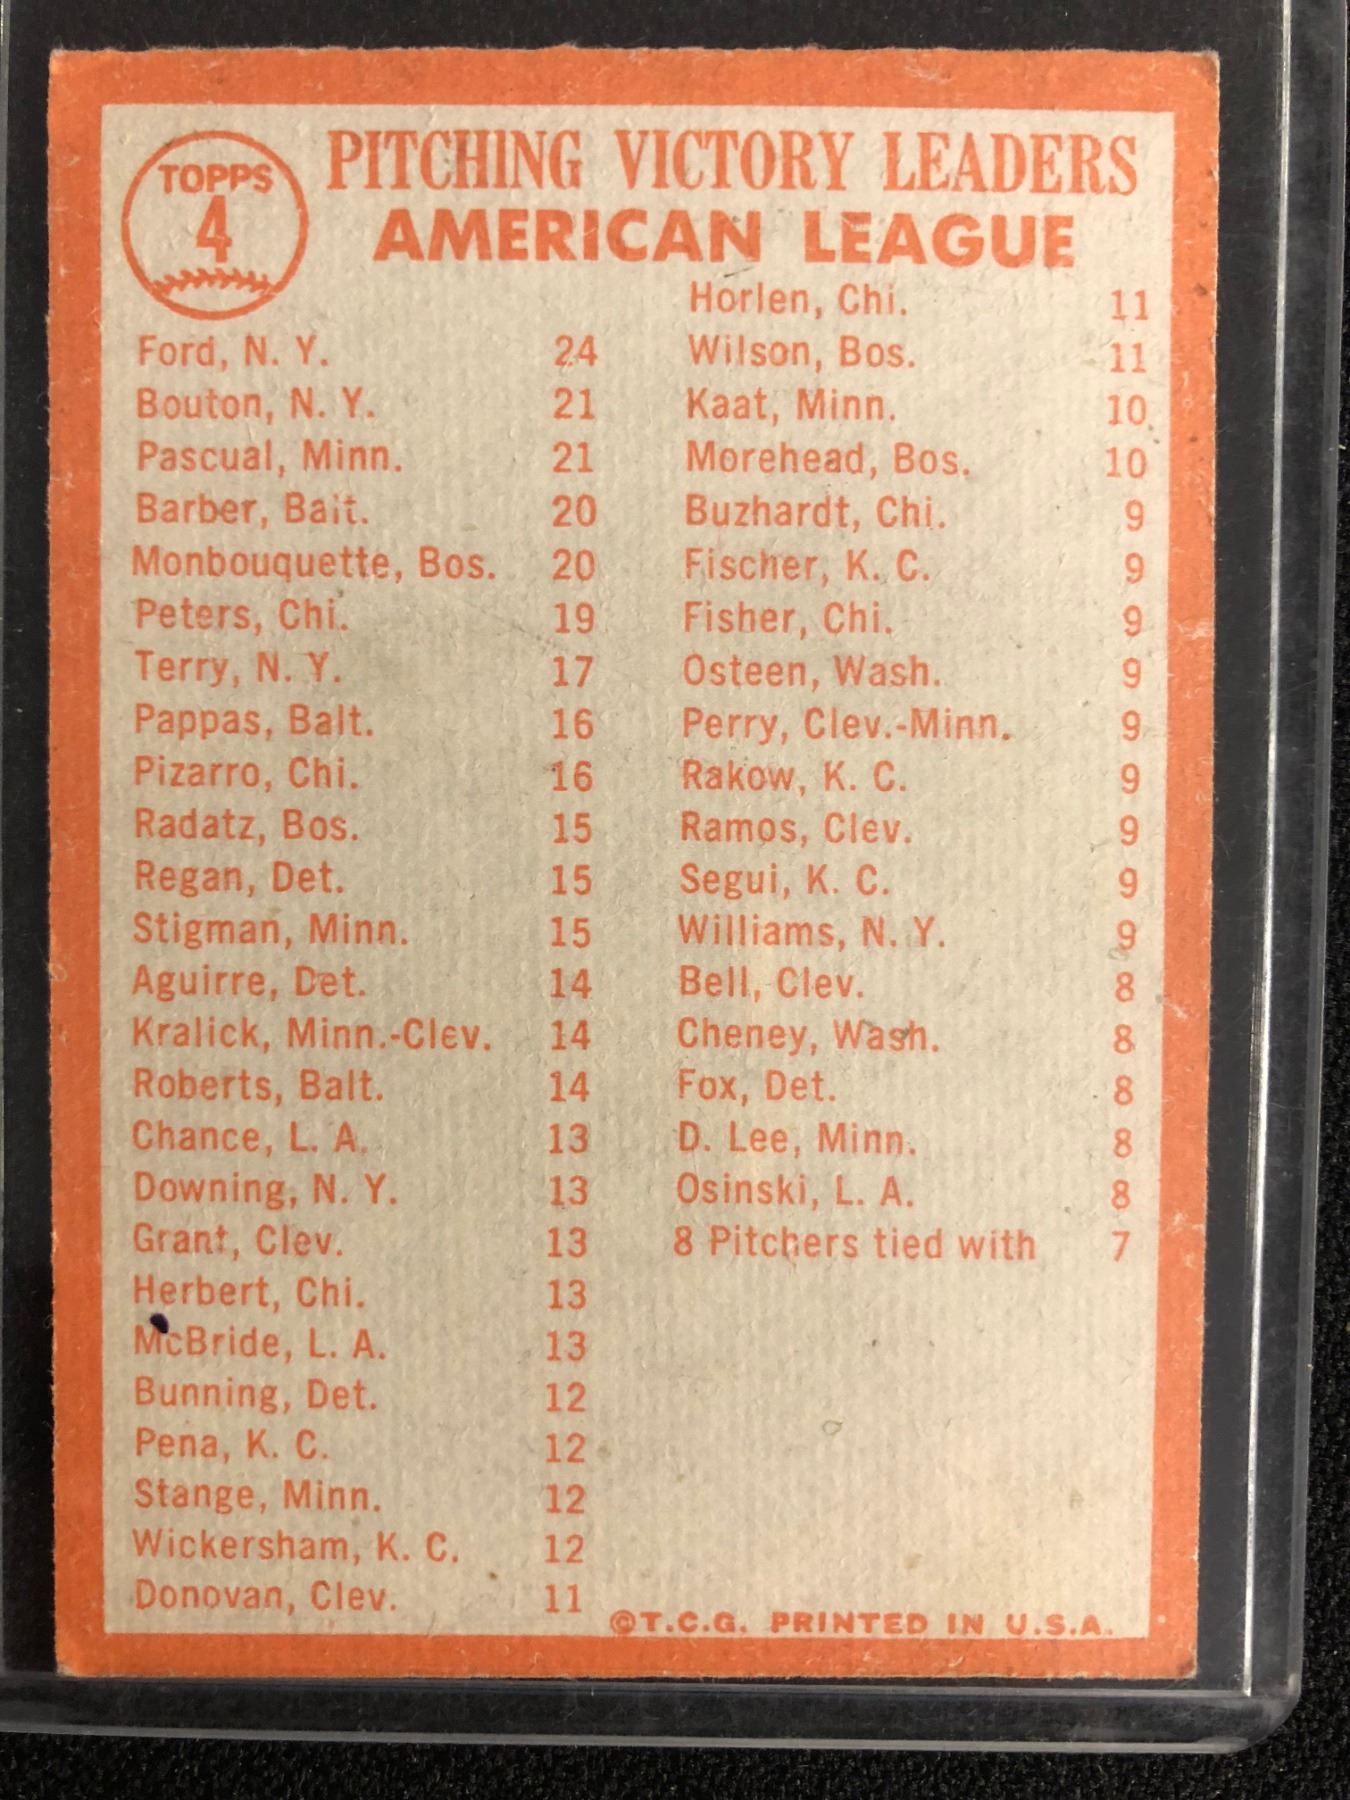 TOPPS
4
PITCHING VICTORY LEADERS
AMERICAN LEAGUE
Ford, N. Y. 24
Bouton, N. Y. 21
Pascual, Minn. 21
Barber, Bait. 20
Monbouquette, Bos. 20
Peters, Chi. 19
Terry, N. Y. 17
Pappas, Balt. 16
Pizarro, Chi. 16
Radatz, Bos. 15
Regan, Det. 15
Stigman, Minn. 15
Aguirre, Det. 14
Kralick, Minn.-Clev. 14
Roberts, Balt. 14
Chance, L. A. 13
Downing, N. Y. 13
Grant, Clev. 13
Herbert, Chi. 13
McBride, L. A. 13
Bunning, Det. 12
Pena, K. C. 12
Stange, Minn. 12
Wickersham, K. C. 12
Donovan, Clev. 11
Horlen, Chi. 11
Wilson, Bos. 11
Kaat, Minn. 10
Morehead, Bos. 10
Buzhardt, Chi. 9
Fischer, K. C. 9
Fisher, Chi. 9
Osteen, Wash. 9
Perry, Clev.-Minn. 9
Rakow, K. C. 9
Ramos, Clev. 9
Segui, K. C. 9
Williams, N. Y. 9
Bell, Clev. 8
Cheney, Wash. 8
Fox, Det. 8
D. Lee, Minn. 8
Osinski, L. A. 8
8 Pitchers tied with 7
©T.C.G. PRINTED IN U.S.A.